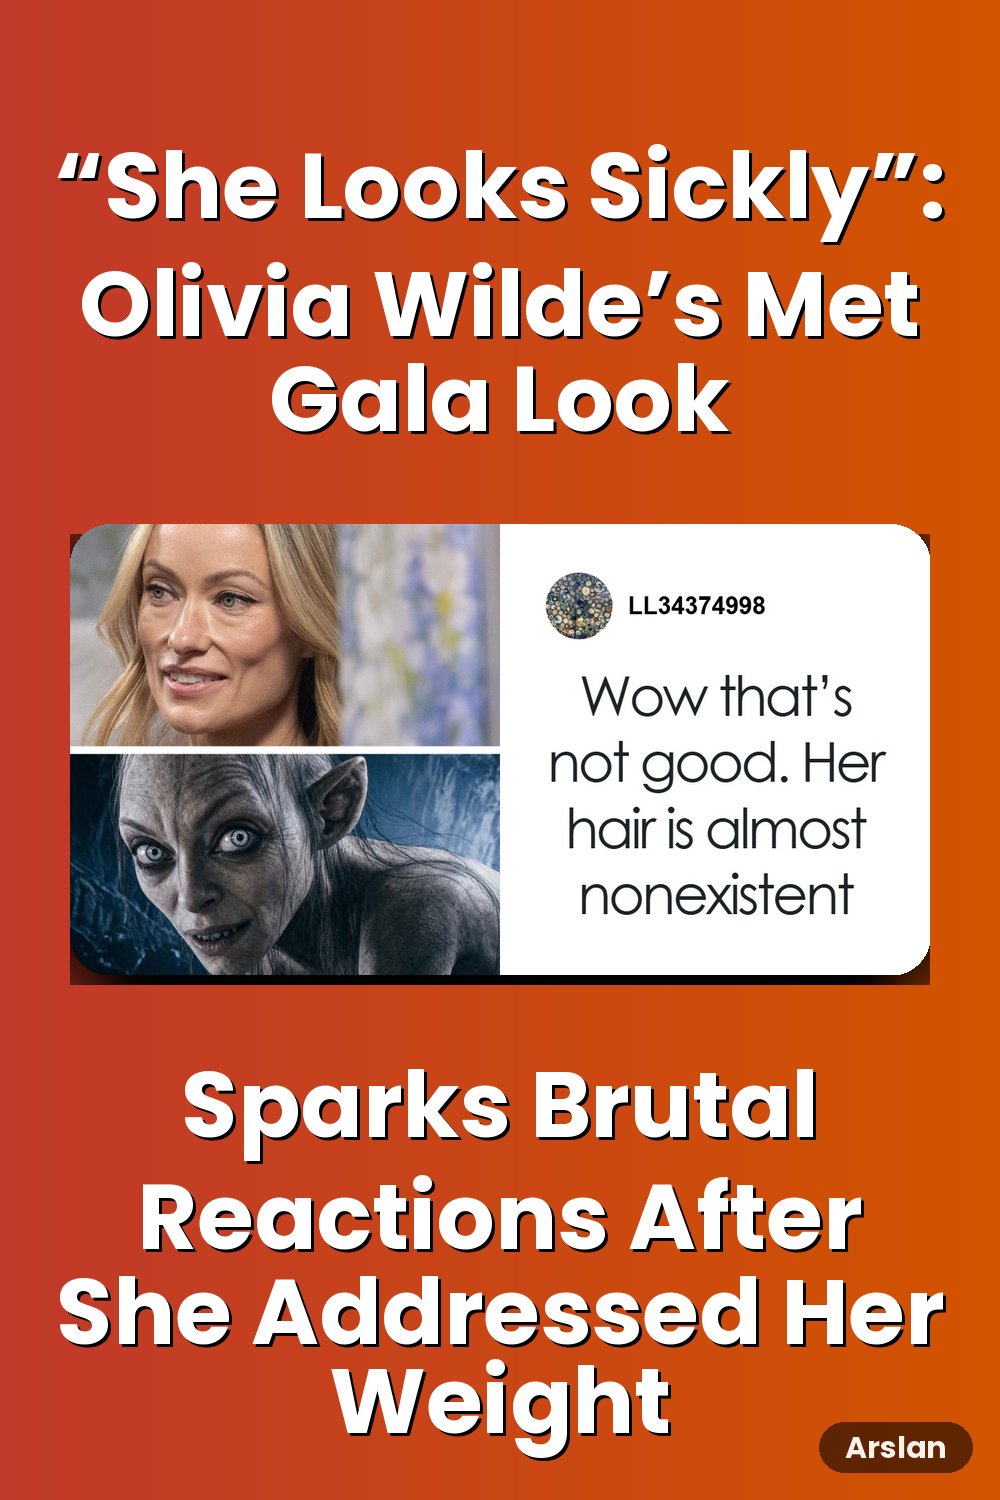 “She Looks Sickly”:
Olivia Wilde’s Met
Gala Look
LL34374998
Wow that’s
not good. Her
hair is almost
nonexistent
Sparks Brutal
Reactions After
She Addressed Her
Weight
Arslan